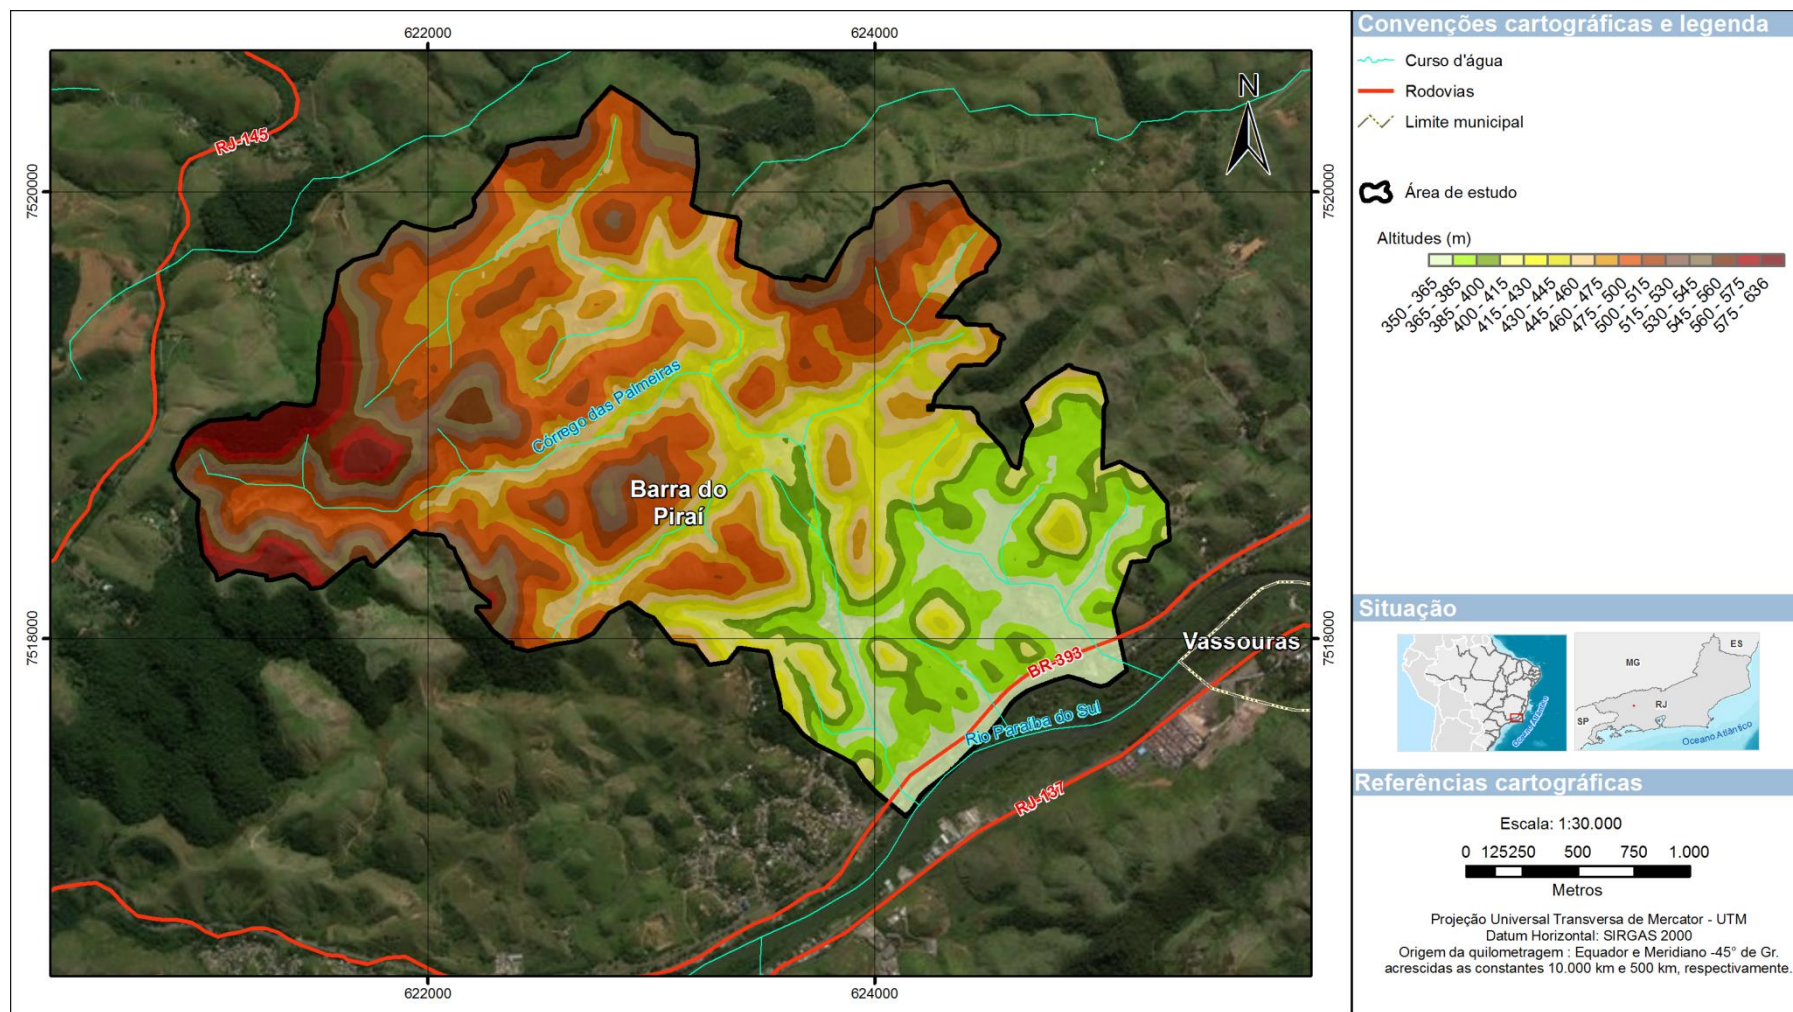 622000
624000
7520000
7520000
7518000
7518000
622000
624000
N
RJ-145
Córrego das Palmeiras
Barra do
Piraí
Vassouras
BR-393
Rio Paraíba do Sul
RJ-137
Convenções cartográficas e legenda
Curso d'água
Rodovias
Limite municipal
Área de estudo
Altitudes (m)
350 - 365
365 - 385
385 - 400
400 - 415
415 - 430
430 - 445
445 - 460
460 - 475
475 - 500
500 - 515
515 - 530
530 - 545
545 - 560
560 - 575
575 - 636
Situação
Oceano Atlântico
MG
ES
RJ
SP
Oceano Atlântico
Referências cartográficas
Escala: 1:30.000
0 125250 500 750 1.000
Metros
Projeção Universal Transversa de Mercator - UTM
Datum Horizontal: SIRGAS 2000
Origem da quilometragem : Equador e Meridiano -45° de Gr.
acrescidas as constantes 10.000 km e 500 km, respectivamente.